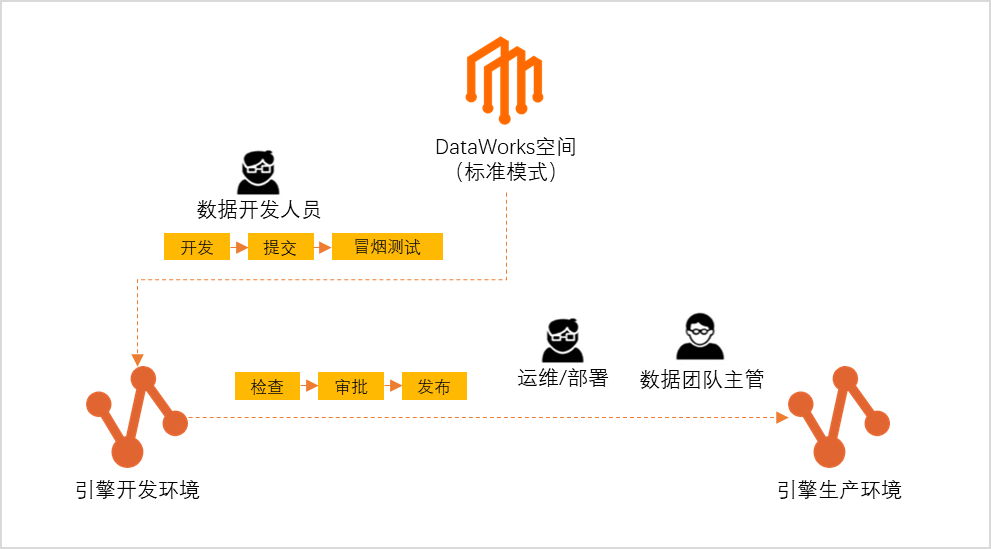 DataWorks空间
（标准模式）
数据开发人员
开发
提交
冒烟测试
运维/部署
数据团队主管
检查
审批
发布
引擎开发环境
引擎生产环境